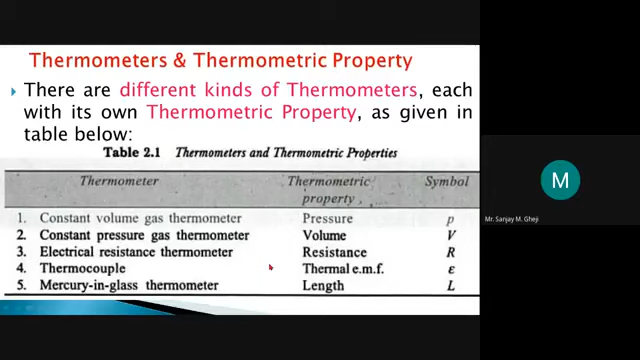 Thermometers & Thermometric Property
There are different kinds of Thermometers, each
with its own Thermometric Property, as given in
table below:
Table 2.1 Thermometers and Thermometric Properties
Thermometer Thermometric property Symbol
1. Constant volume gas thermometer Pressure p
2. Constant pressure gas thermometer Volume V
3. Electrical resistance thermometer Resistance R
4. Thermocouple Thermal e.m.f. ε
5. Mercury-in-glass thermometer Length L
M
Mr. Sanjay M. Gheji